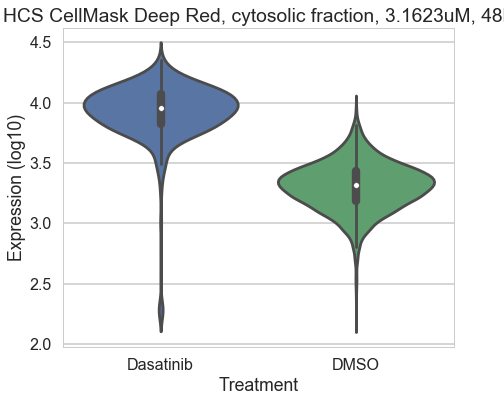 HCS CellMask Deep Red, cytosolic fraction, 3.1623uM, 48
4.5
4.0
3.5
3.0
2.5
2.0
Expression (log10)
Dasatinib DMSO
Treatment